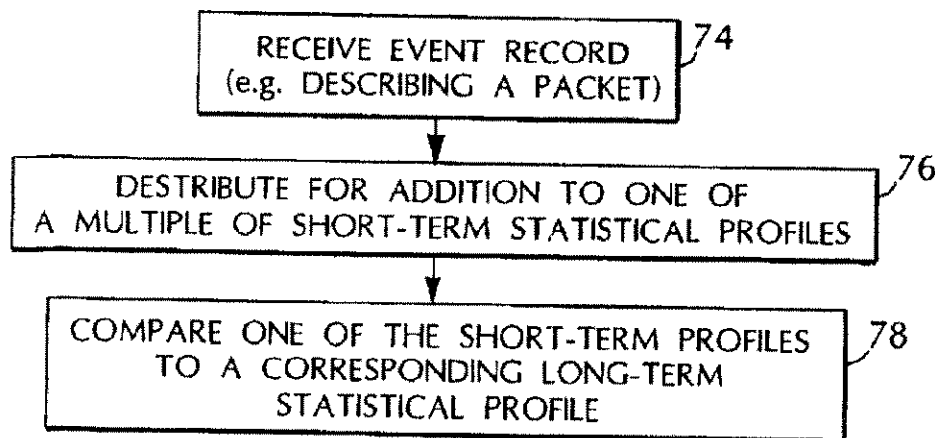 RECEIVE EVENT RECORD
(e.g. DESCRIBING A PACKET)
74
DESTRIBUTE FOR ADDITION TO ONE OF
A MULTIPLE OF SHORT-TERM STATISTICAL PROFILES
76
COMPARE ONE OF THE SHORT-TERM PROFILES
TO A CORRESPONDING LONG-TERM
STATISTICAL PROFILE
78